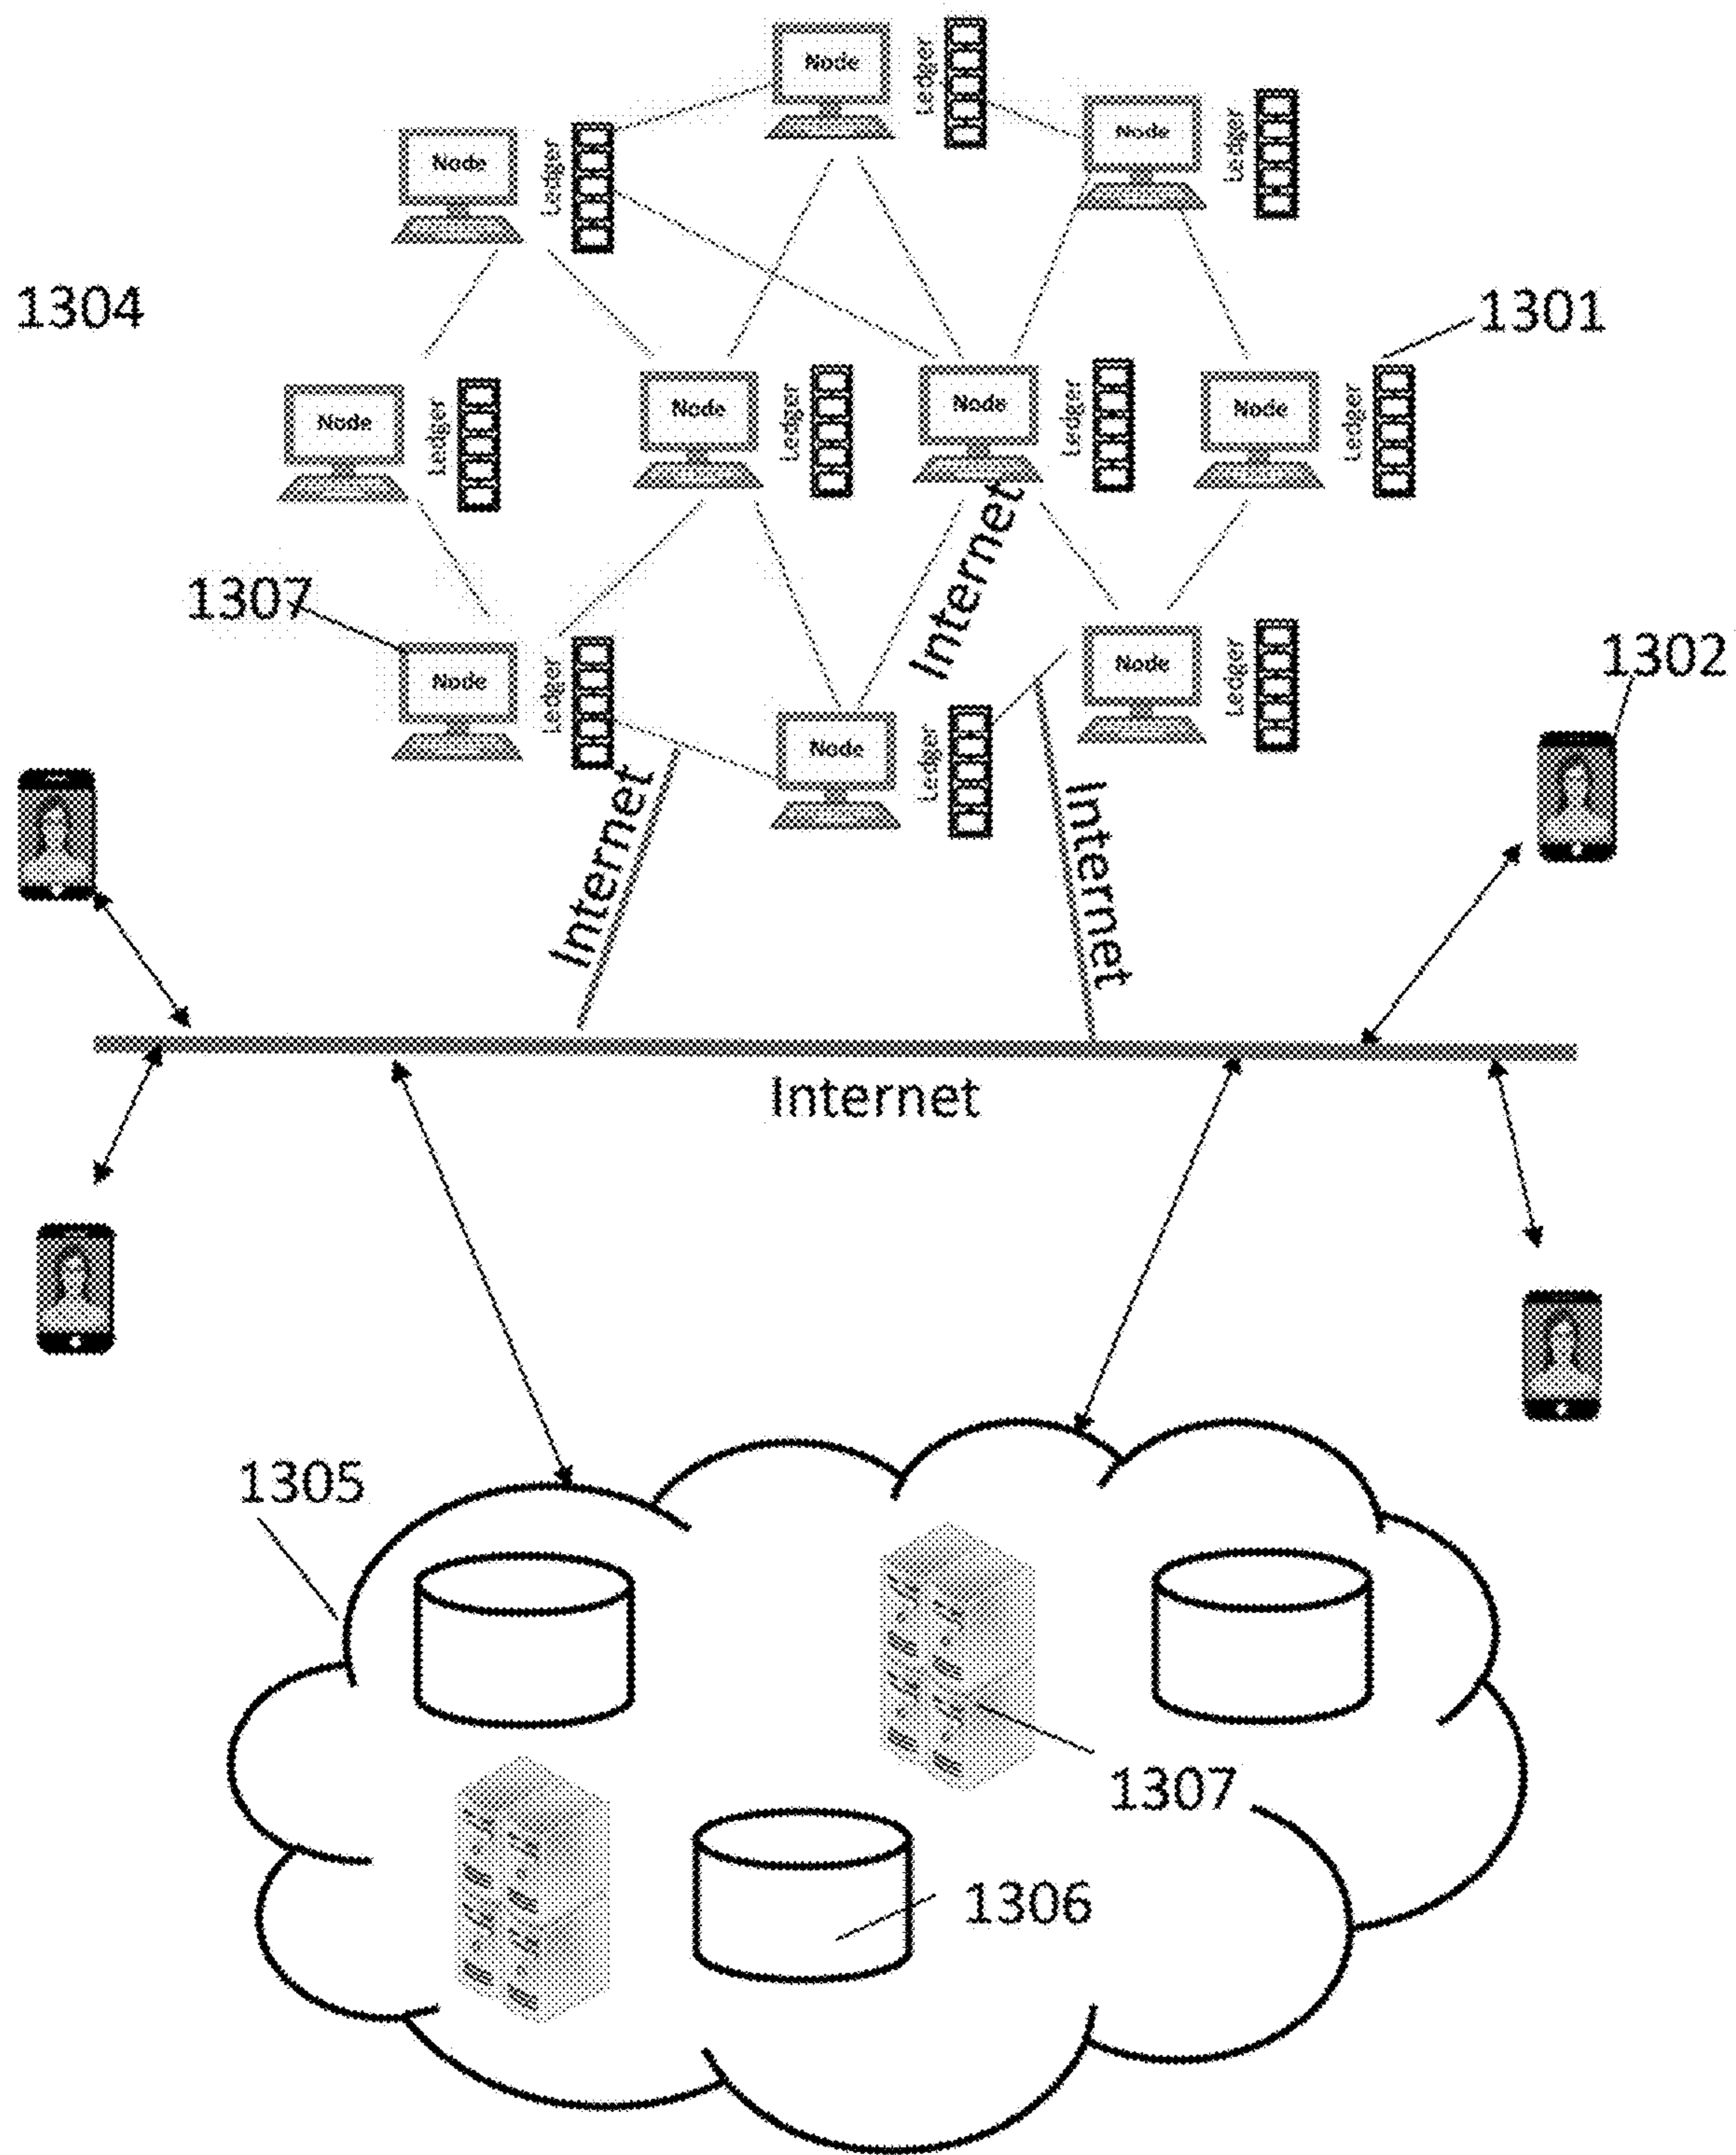 Node
Ledger
Node
Ledger
Node
Ledger
1304
1301
Node
Ledger
Node
Ledger
Node
Ledger
Node
Ledger
1307
Internet
1302
Node
Ledger
Node
Ledger
Node
Ledger
Internet
Internet
Internet
1305
1307
1306